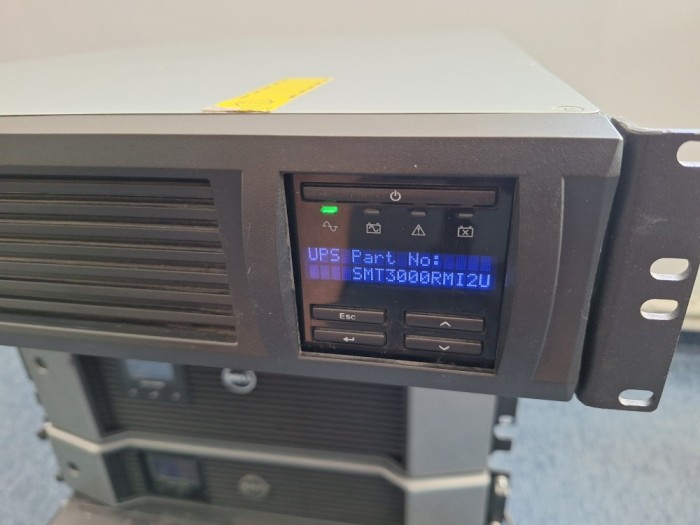 UPS Part No:
SMT3000RMI2U
Esc